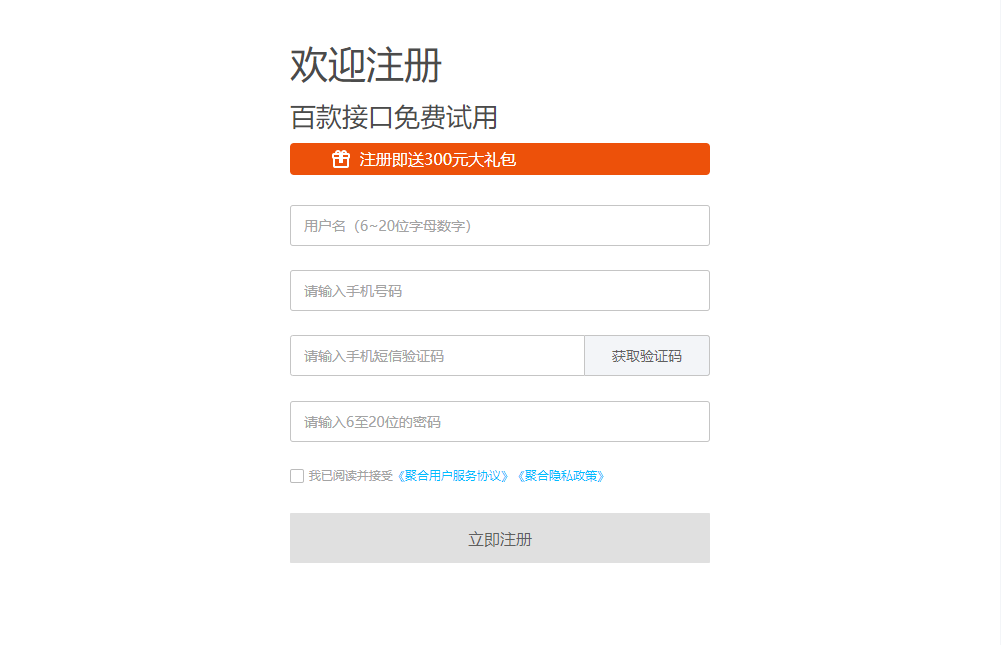 欢迎注册
百款接口免费试用
注册即送300元大礼包
用户名（6~20位字母数字）
请输入手机号码
请输入手机短信验证码 获取验证码
请输入6至20位的密码
我已阅读并接受《聚合用户服务协议》《聚合隐私政策》
立即注册